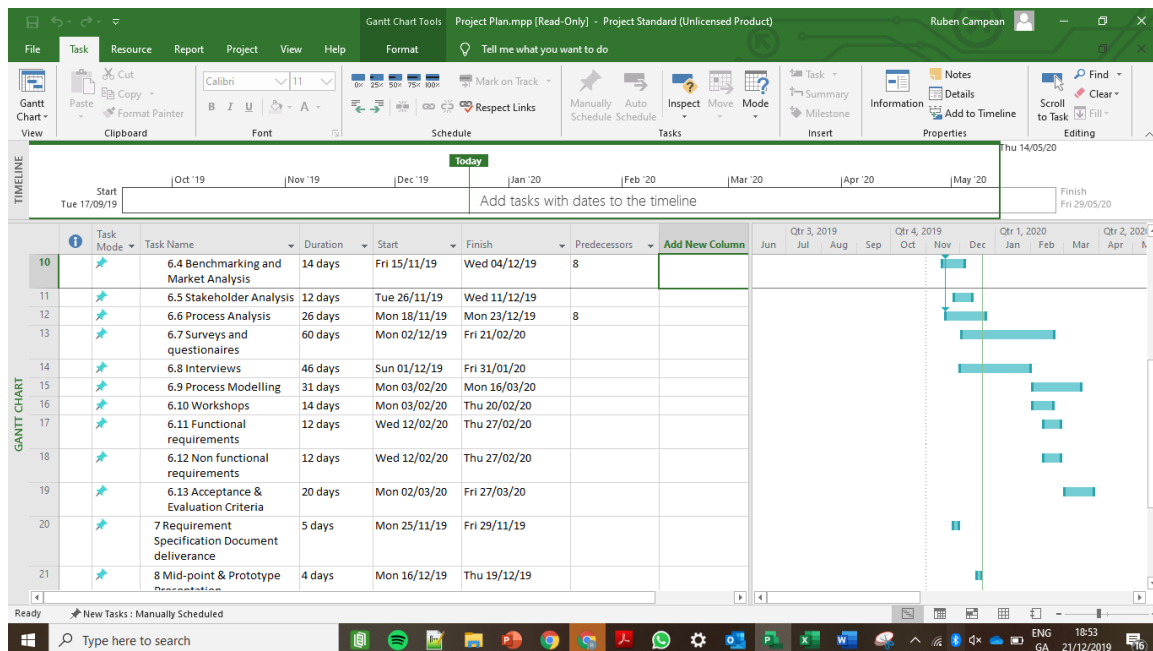 Gantt Chart Tools Project Plan.mpp [Read-Only] - Project Standard (Unlicensed Product) Ruben Campean
File Task Resource Report Project View Help Format Tell me what you want to do
Gantt Chart
View
Paste
Cut
Copy
Format Painter
Clipboard
Calibri 11
B I U A
Font
0% 25% 50% 75% 100%
Mark on Track
Respect Links
Schedule
Manually Schedule
Auto Schedule
Inspect
Move
Mode
Tasks
Task
Summary
Milestone
Insert
Information
Notes
Details
Add to Timeline
Properties
Scroll to Task
Find
Clear
Fill
Editing
TIMELINE
Thu 14/05/20
Today
Oct '19 Nov '19 Dec '19 Jan '20 Feb '20 Mar '20 Apr '20 May '20
Start
Tue 17/09/19
Add tasks with dates to the timeline
Finish
Fri 29/05/20
GANTT CHART
Task Mode Task Name Duration Start Finish Predecessors Add New Column
Qtr 3, 2019 Qtr 4, 2019 Qtr 1, 2020
Jun Jul Aug Sep Oct Nov Dec Jan Feb Mar Apr
10 6.4 Benchmarking and 14 days Fri 15/11/19 Wed 04/12/19 8
Market Analysis
11 6.5 Stakeholder Analysis 12 days Tue 26/11/19 Wed 11/12/19
12 6.6 Process Analysis 26 days Mon 18/11/19 Mon 23/12/19 8
13 6.7 Surveys and 60 days Mon 02/12/19 Fri 21/02/20
questionaires
14 6.8 Interviews 46 days Sun 01/12/19 Fri 31/01/20
15 6.9 Process Modelling 31 days Mon 03/02/20 Mon 16/03/20
16 6.10 Workshops 14 days Mon 03/02/20 Thu 20/02/20
17 6.11 Functional 12 days Wed 12/02/20 Thu 27/02/20
requirements
18 6.12 Non functional 12 days Wed 12/02/20 Thu 27/02/20
requirements
19 6.13 Acceptance & 20 days Mon 02/03/20 Fri 27/03/20
Evaluation Criteria
20 7 Requirement 5 days Mon 25/11/19 Fri 29/11/19
Specification Document
deliverance
21 8 Mid-point & Prototype 4 days Mon 16/12/19 Thu 19/12/19
Ready New Tasks : Manually Scheduled
Type here to search
ENG 18:53
GA 21/12/2019
16